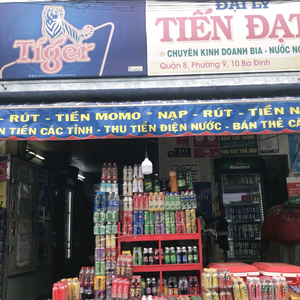 Tiger
ĐẠI LÝ
TIẾN ĐẠT
* CHUYÊN KINH DOANH BIA - NƯỚC NG
Quận 8, Phường 9, 10 Ba Đình
- RÚT - TIỀN MOMO * NẠP - RÚT - TIỀN N
N TIỀN CÁC TỈNH - THU TIỀN ĐIỆN NƯỚC - BÁN THẺ CÀ
Heineken